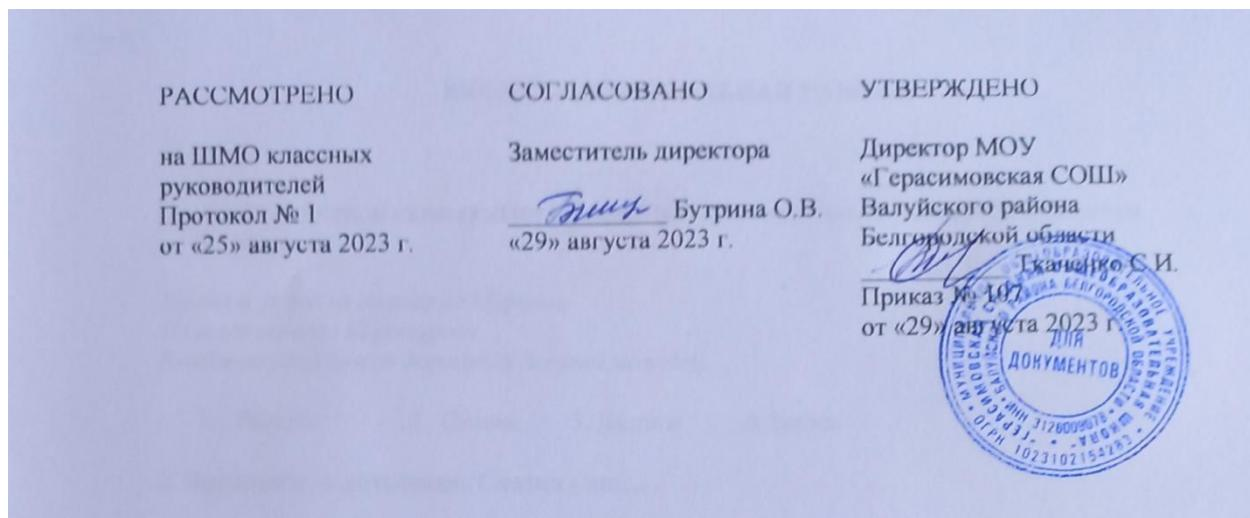 РАССМОТРЕНО
на ШМО классных
руководителей
Протокол № 1
от «25» августа 2023 г.
СОГЛАСОВАНО
Заместитель директора
Бутрина О.В.
«29» августа 2023 г.
УТВЕРЖДЕНО
Директор МОУ
«Герасимовская СОШ»
Валуйского района
Белгородской области
Ткаченко С.И.
Приказ № 107
от «29» августа 2023 г.
ДЛЯ
ДОКУМЕНТОВ